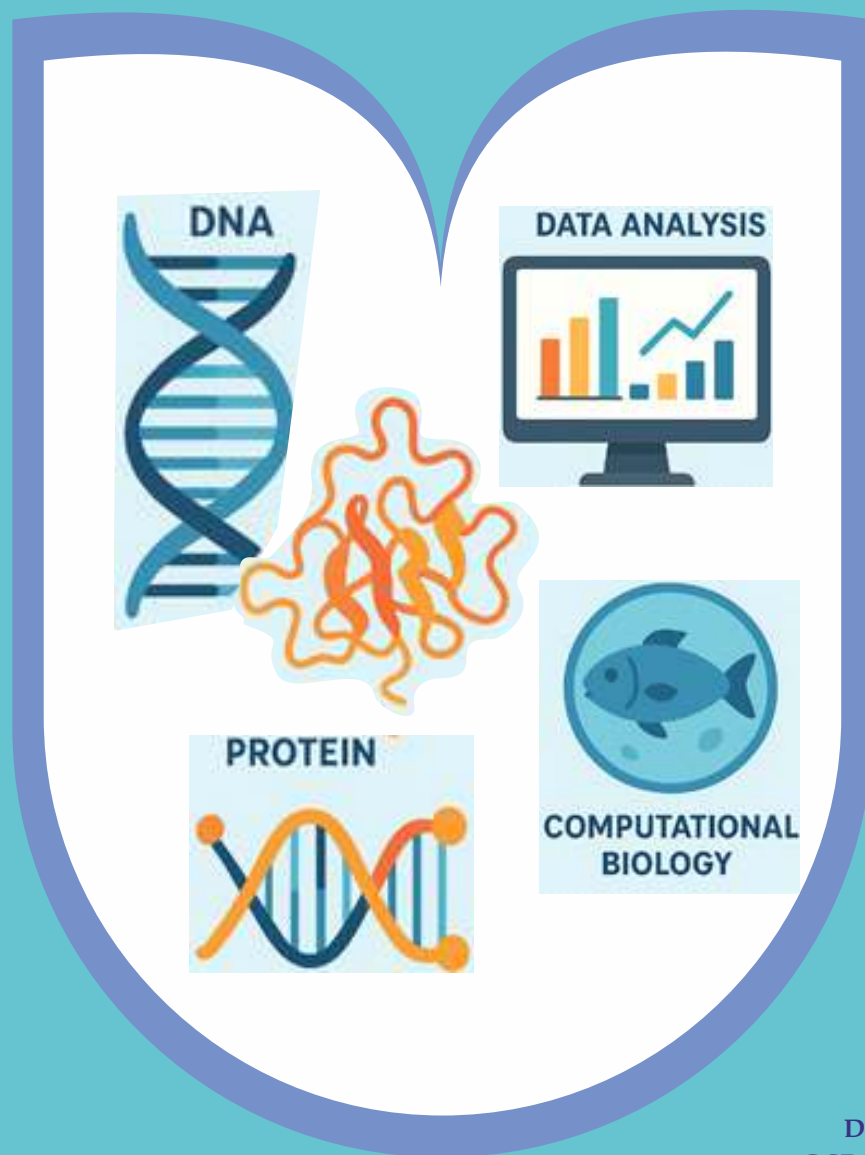 DNA
DATA ANALYSIS
PROTEIN
COMPUTATIONAL
BIOLOGY
D